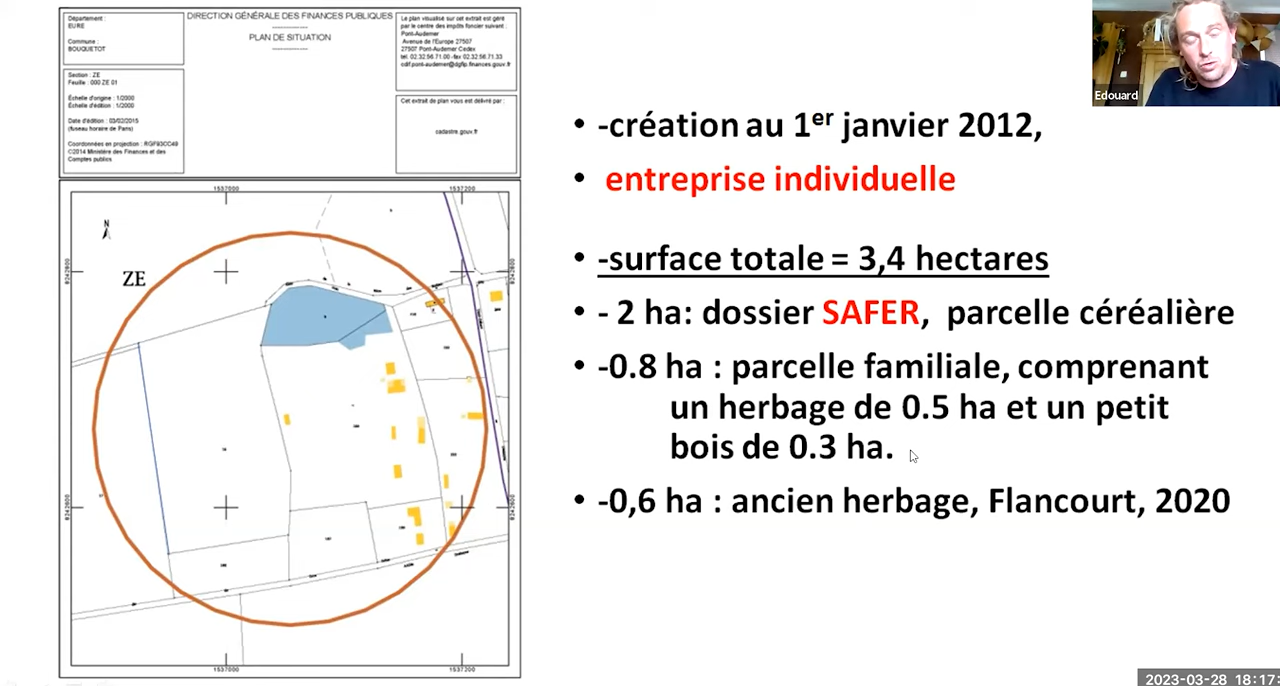 Département :
EURE
Commune :
BOUQUETOT
Section : ZE
Feuille : 000 ZE 01
Échelle d'origine : 1/2000
Échelle d'édition : 1/2000
Date d'édition : 03/02/2015
(fuseau horaire de Paris)
Coordonnées en projection : RGF93CC49
©2014 Ministère des Finances et des
Comptes publics
DIRECTION GÉNÉRALE DES FINANCES PUBLIQUES
-------------------
PLAN DE SITUATION
-------------------
Le plan visualisé sur cet extrait est géré
par le centre des impôts foncier suivant :
Pont-Audemer
Avenue de l'Europe 27507
27507 Pont-Audemer Cedex
tél. 02.32.56.71.00 -fax 02.32.56.71.33
cdif.pont-audemer@dgfip.finances.gouv.fr
Cet extrait de plan vous est délivré par :
cadastre.gouv.fr
1537000
1537200
N
ZE
1537000
1537200
Edouard
• -création au 1er janvier 2012,
• entreprise individuelle
• -surface totale = 3,4 hectares
• - 2 ha: dossier SAFER, parcelle céréalière
• -0.8 ha : parcelle familiale, comprenant
un herbage de 0.5 ha et un petit
bois de 0.3 ha.
• -0,6 ha : ancien herbage, Flancourt, 2020
2023-03-28 18:17: